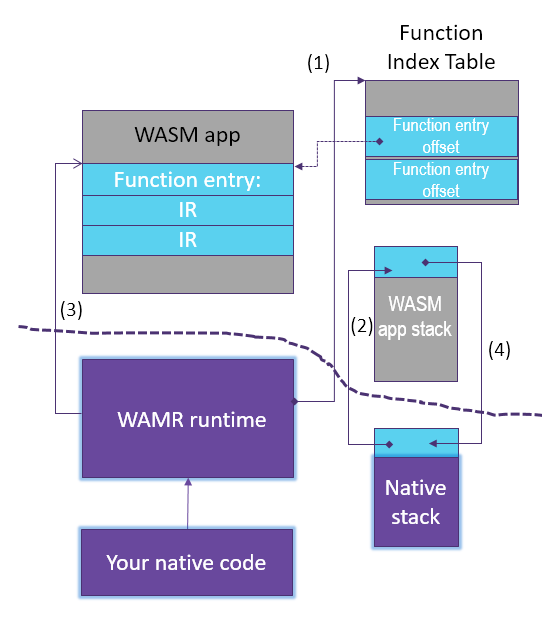 Function
Index Table
(1)
Function entry
offset
Function entry
offset
WASM app
Function entry:
IR
IR
(3)
WASM
app stack
(2)
(4)
WAMR runtime
Native
stack
Your native code